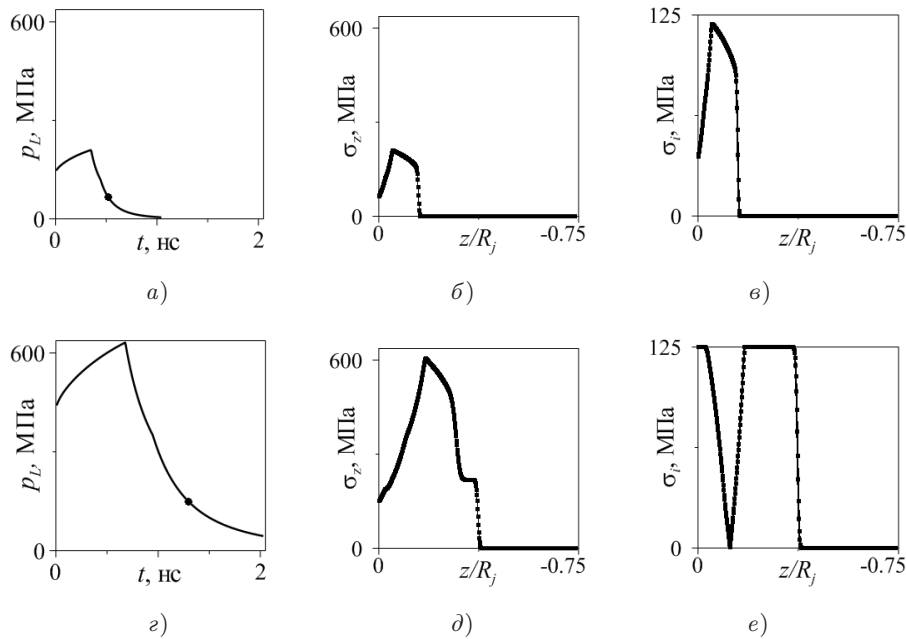 600
p_L, МПа
0
0
2
t, нс
а)
600
σ_z, МПа
0
0
z/R_j
-0.75
б)
125
σ_i, МПа
0
0
z/R_j
-0.75
в)
600
p_L, МПа
0
0
2
t, нс
г)
600
σ_z, МПа
0
0
z/R_j
-0.75
д)
125
σ_i, МПа
0
0
z/R_j
-0.75
е)